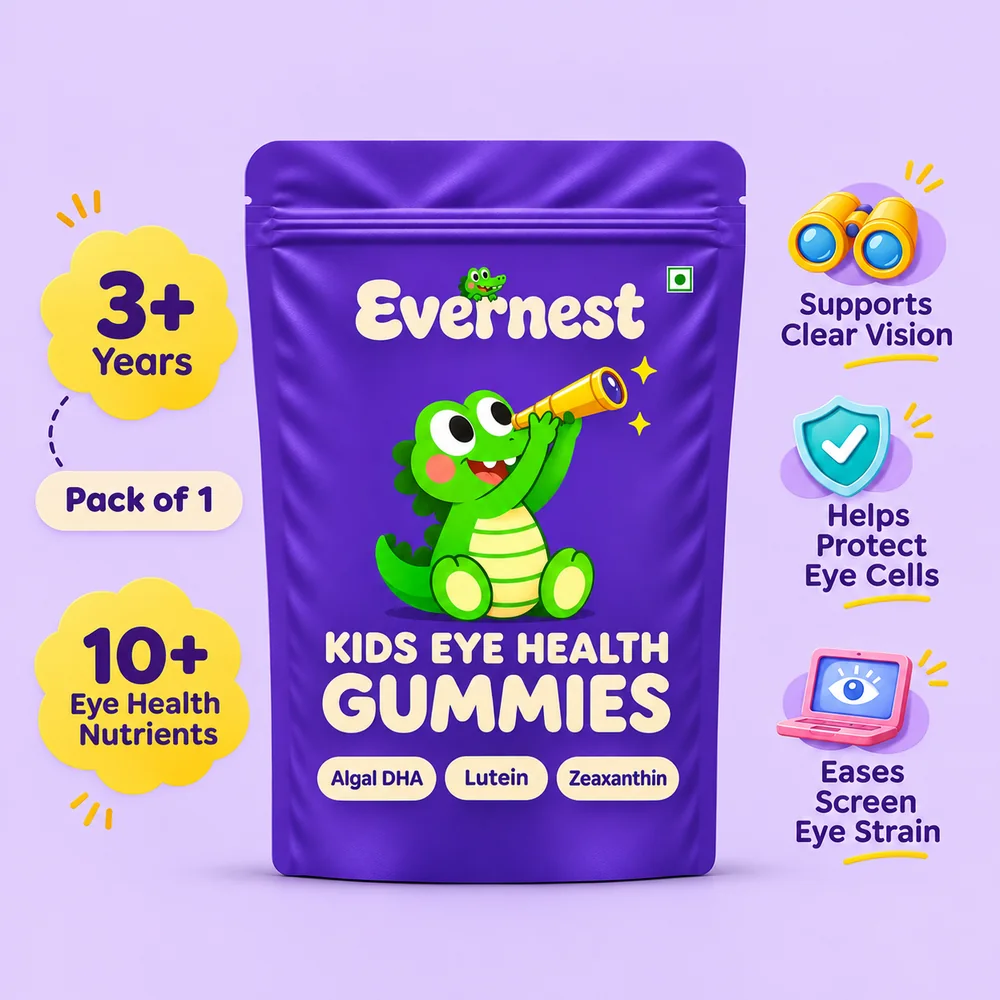 Evernest
KIDS EYE HEALTH
GUMMIES
Algal DHA
Lutein
Zeaxanthin
3+
Years
Pack of 1
10+
Eye Health
Nutrients
Supports
Clear Vision
Helps
Protect
Eye Cells
Eases
Screen
Eye Strain